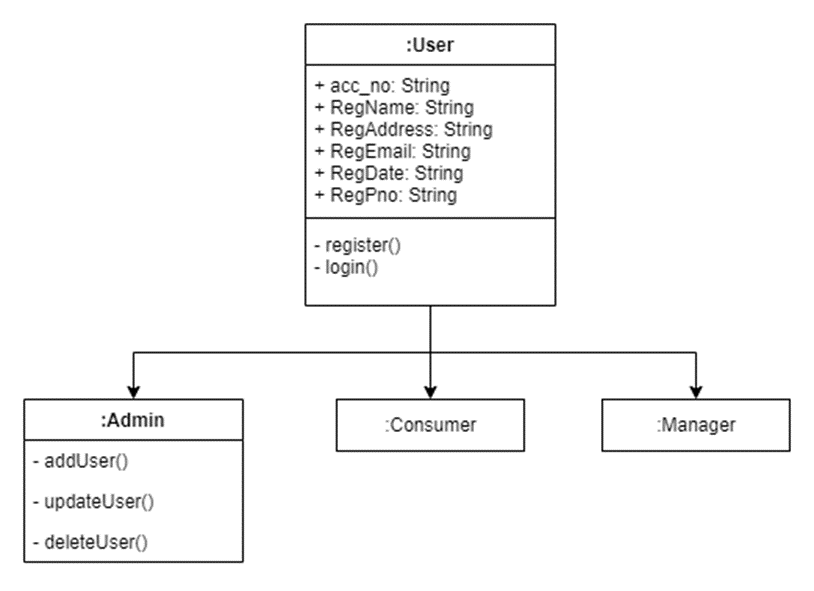 :User
+ acc_no: String
+ RegName: String
+ RegAddress: String
+ RegEmail: String
+ RegDate: String
+ RegPno: String
- register()
- login()
:Admin
- addUser()
- updateUser()
- deleteUser()
:Consumer
:Manager